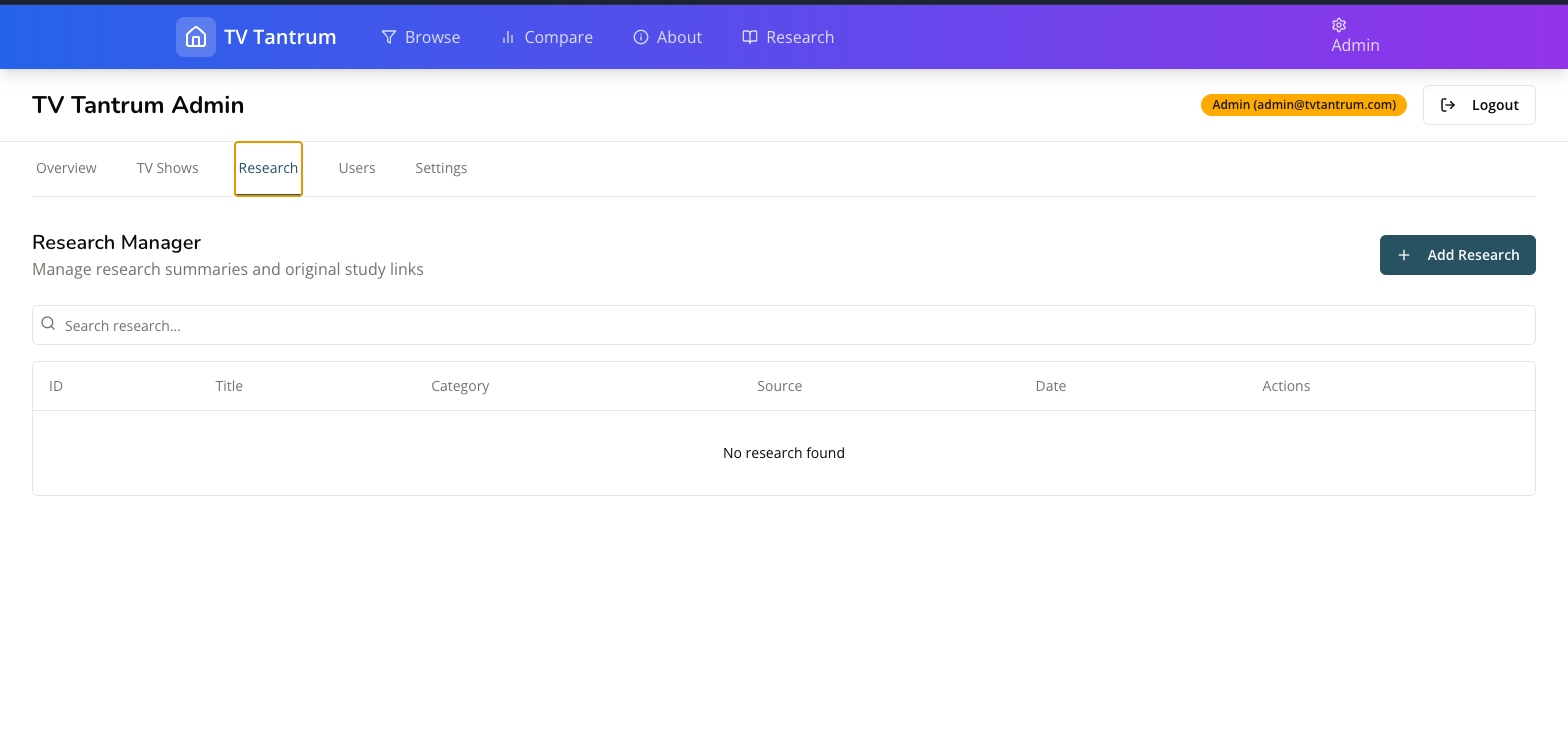 TV Tantrum
Browse
Compare
About
Research
Admin
TV Tantrum Admin
Admin (admin@tvtantrum.com)
Logout
Overview
TV Shows
Research
Users
Settings
Research Manager
Manage research summaries and original study links
Add Research
Search research...
ID Title Category Source Date Actions
No research found